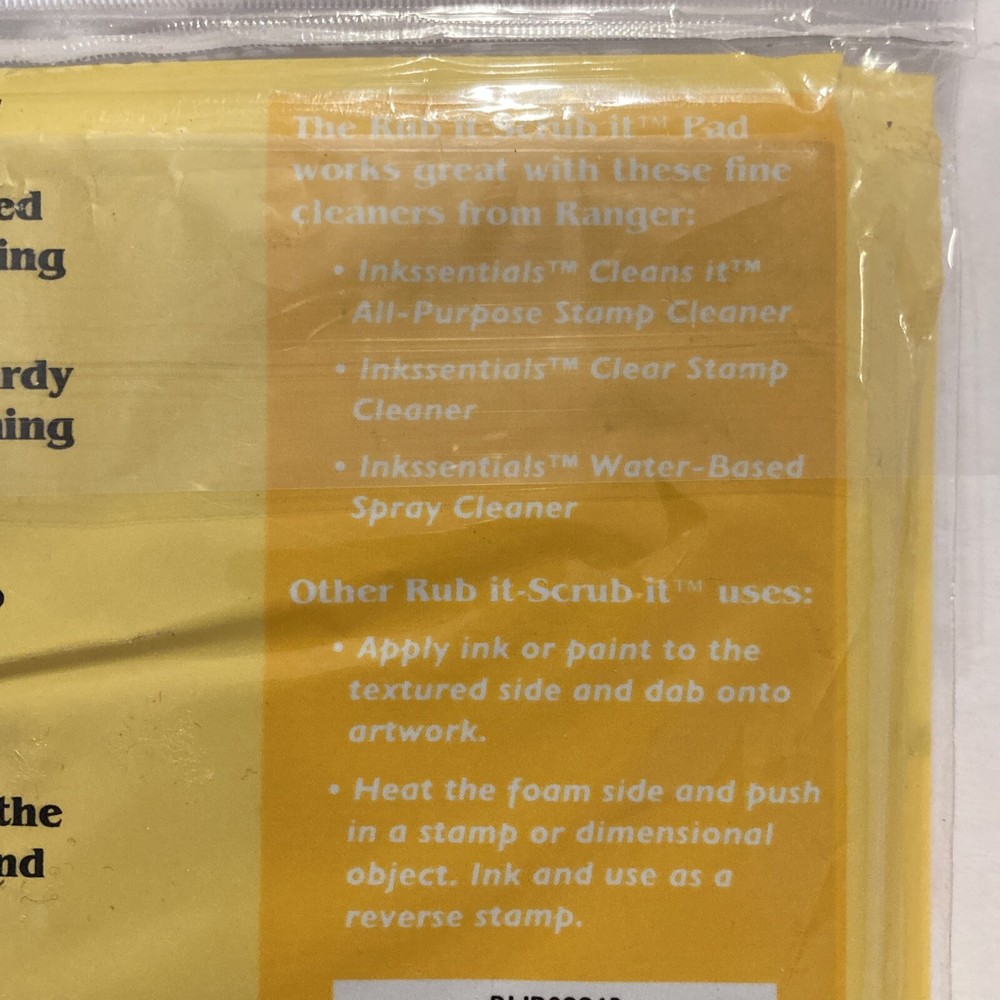 ed
ing
rdy
ning
the
nd
The Rub it-Scrub it™ Pad
works great with these fine
cleaners from Ranger:
• Inkssentials™ Cleans it™
All-Purpose Stamp Cleaner
• Inkssentials™ Clear Stamp
Cleaner
• Inkssentials™ Water-Based
Spray Cleaner
Other Rub it-Scrub-it™ uses:
• Apply ink or paint to the
textured side and dab onto
artwork.
• Heat the foam side and push
in a stamp or dimensional
object. Ink and use as a
reverse stamp.